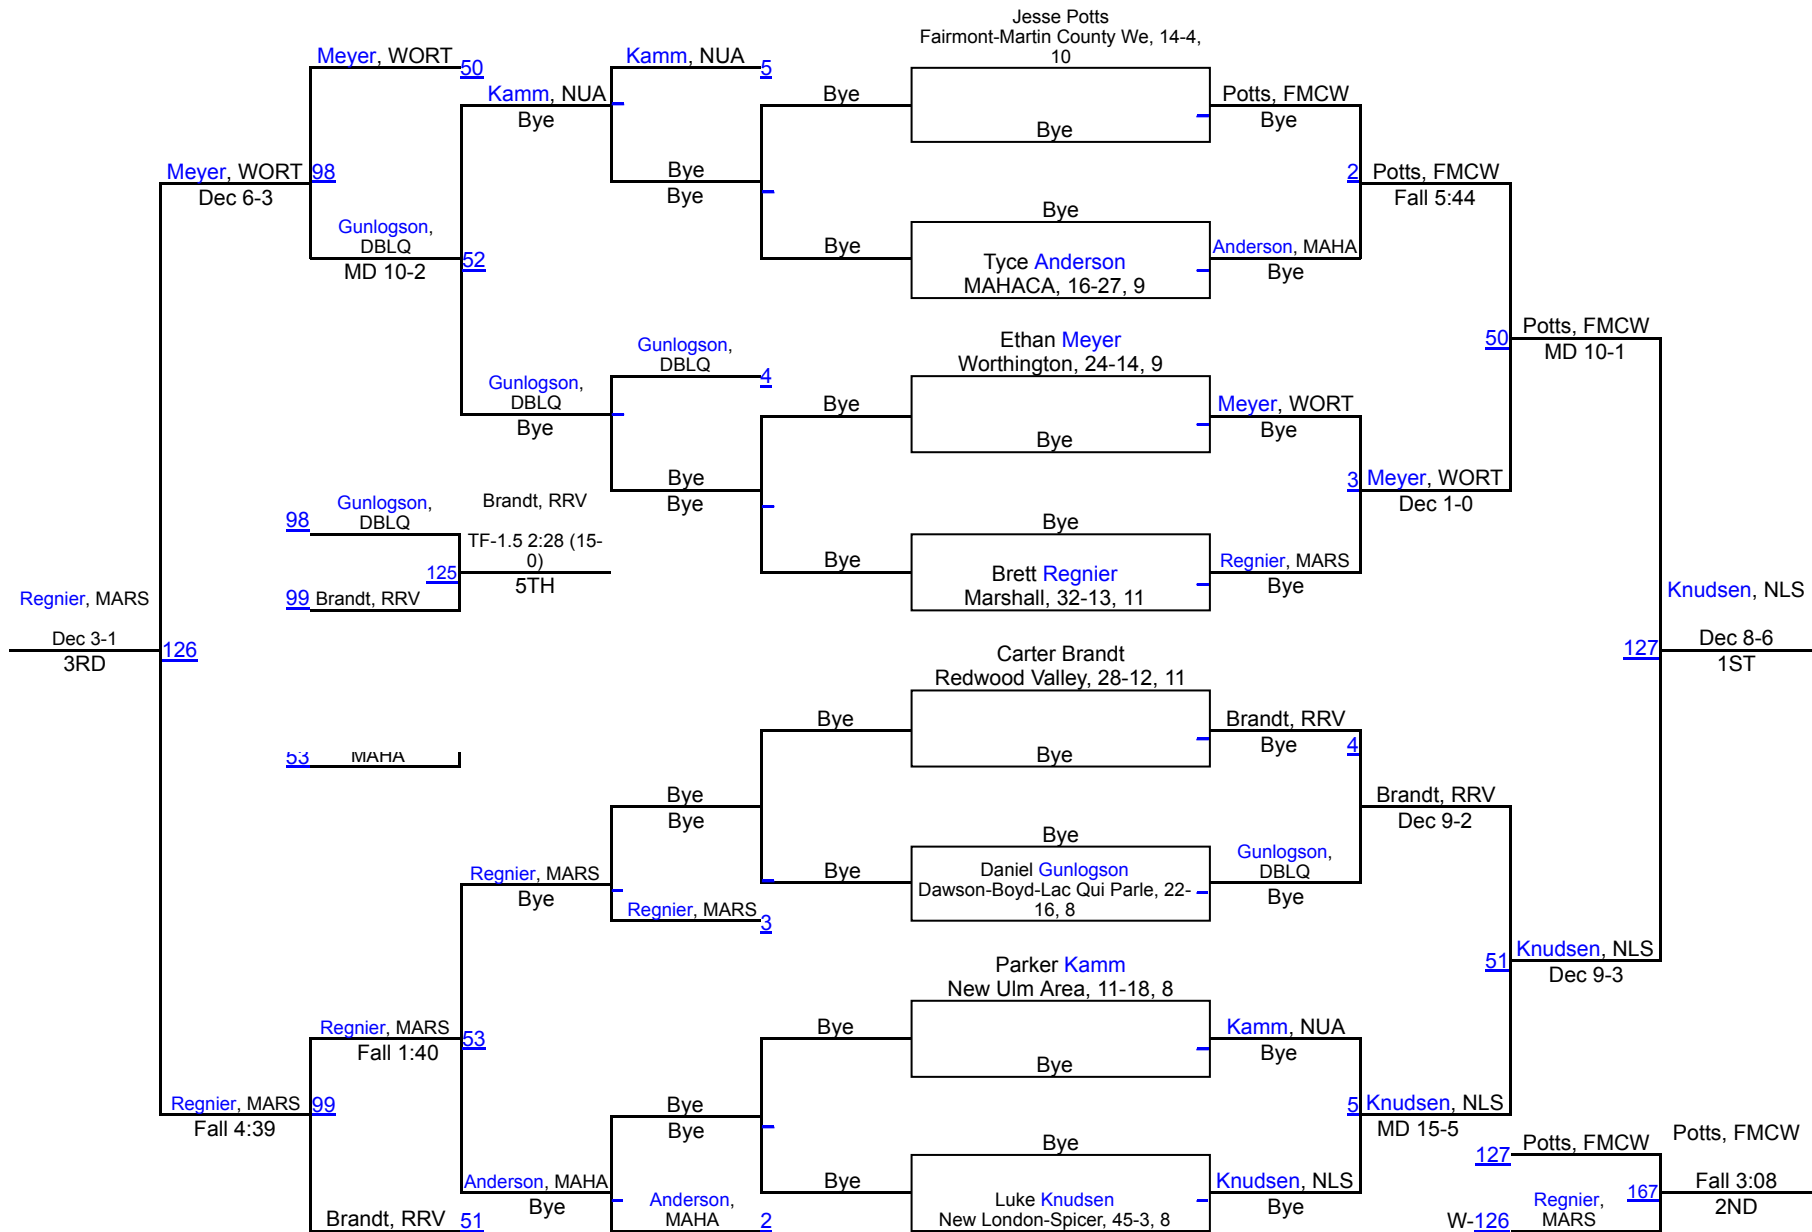 Jesse Potts
Fairmont-Martin County We, 14-4,
10
Meyer, WORT 50
Kamm, NUA 5
Kamm, NUA
Bye
Bye
Bye
Potts, FMCW
Bye
Meyer, WORT 98
Dec 6-3
Bye
Bye
2 Potts, FMCW
Fall 5:44
Gunlogson,
DBLQ
MD 10-2
52
Bye
Bye
Tyce Anderson
MAHACA, 16-27, 9
Anderson, MAHA
Bye
Ethan Meyer
Worthington, 24-14, 9
50 Potts, FMCW
MD 10-1
Gunlogson,
DBLQ 4
Gunlogson,
DBLQ
Bye
Bye
Bye
Meyer, WORT
Bye
Bye
Bye
3 Meyer, WORT
Dec 1-0
98 Gunlogson,
DBLQ
Brandt, RRV
TF-1.5 2:28 (15-
0)
125
5TH
99 Brandt, RRV
Bye
Bye
Brett Regnier
Marshall, 32-13, 11
Regnier, MARS
Bye
Regnier, MARS
Dec 3-1
3RD
126
Knudsen, NLS
127 Dec 8-6
1ST
Carter Brandt
Redwood Valley, 28-12, 11
Bye
Bye
Brandt, RRV
Bye 4
53 MAHA
Bye
Bye
Brandt, RRV
Dec 9-2
Regnier, MARS
Bye
Regnier, MARS 3
Bye
Bye
Daniel Gunlogson
Dawson-Boyd-Lac Qui Parle, 22-
16, 8
Gunlogson,
DBLQ
Bye
51 Knudsen, NLS
Dec 9-3
Parker Kamm
New Ulm Area, 11-18, 8
Regnier, MARS 53
Fall 1:40
Bye
Bye
Kamm, NUA
Bye
Regnier, MARS 99
Fall 4:39
Bye
Bye
5 Knudsen, NLS
MD 15-5
Anderson, MAHA
Bye
Anderson,
MAHA 2
Bye
Bye
Luke Knudsen
New London-Spicer, 45-3, 8
Knudsen, NLS
Bye
Brandt, RRV 51
127 Potts, FMCW
Potts, FMCW
167 Fall 3:08
2ND
W-126 Regnier,
MARS